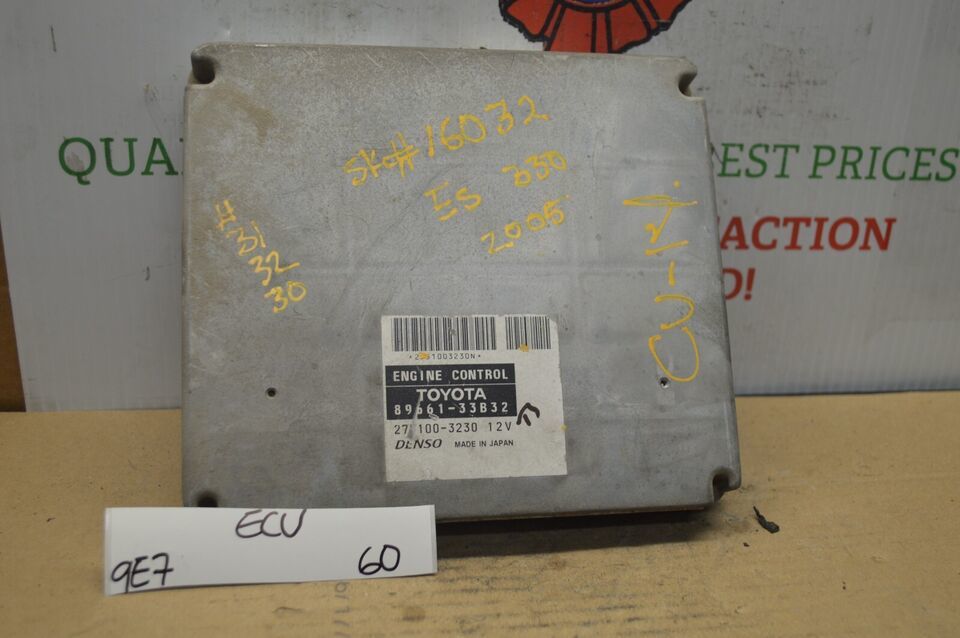 QUA
EST PRICES
ACTION
D!
SK#16032
ES 330
2005
#31
32
30
ENGINE CONTROL
TOYOTA
89661-33B32
100-3230 12V
DENSO MADE IN JAPAN
ECU
9E7 60